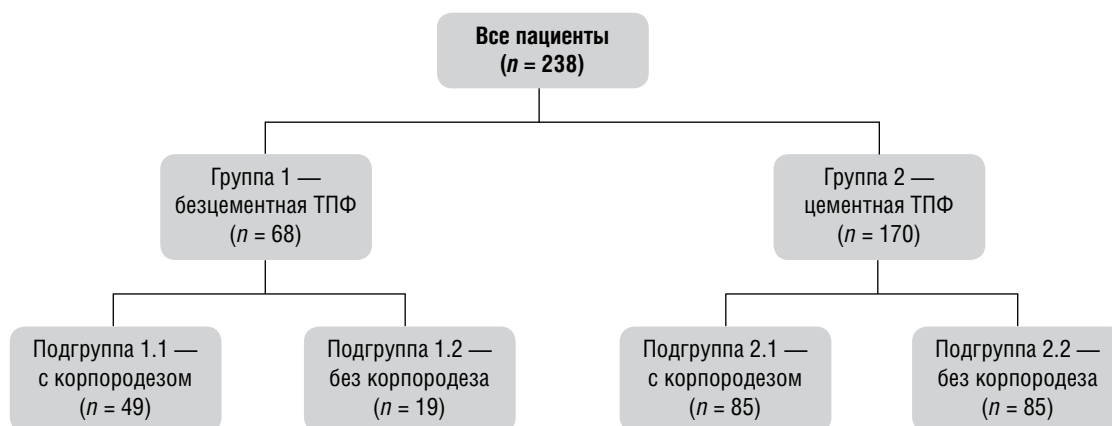 Все пациенты
(n = 238)
Группа 1 —
безцементная ТПФ
(n = 68)
Группа 2 —
цементная ТПФ
(n = 170)
Подгруппа 1.1 —
с корпородезом
(n = 49)
Подгруппа 1.2 —
без корпородеза
(n = 19)
Подгруппа 2.1 —
с корпородезом
(n = 85)
Подгруппа 2.2 —
без корпородеза
(n = 85)